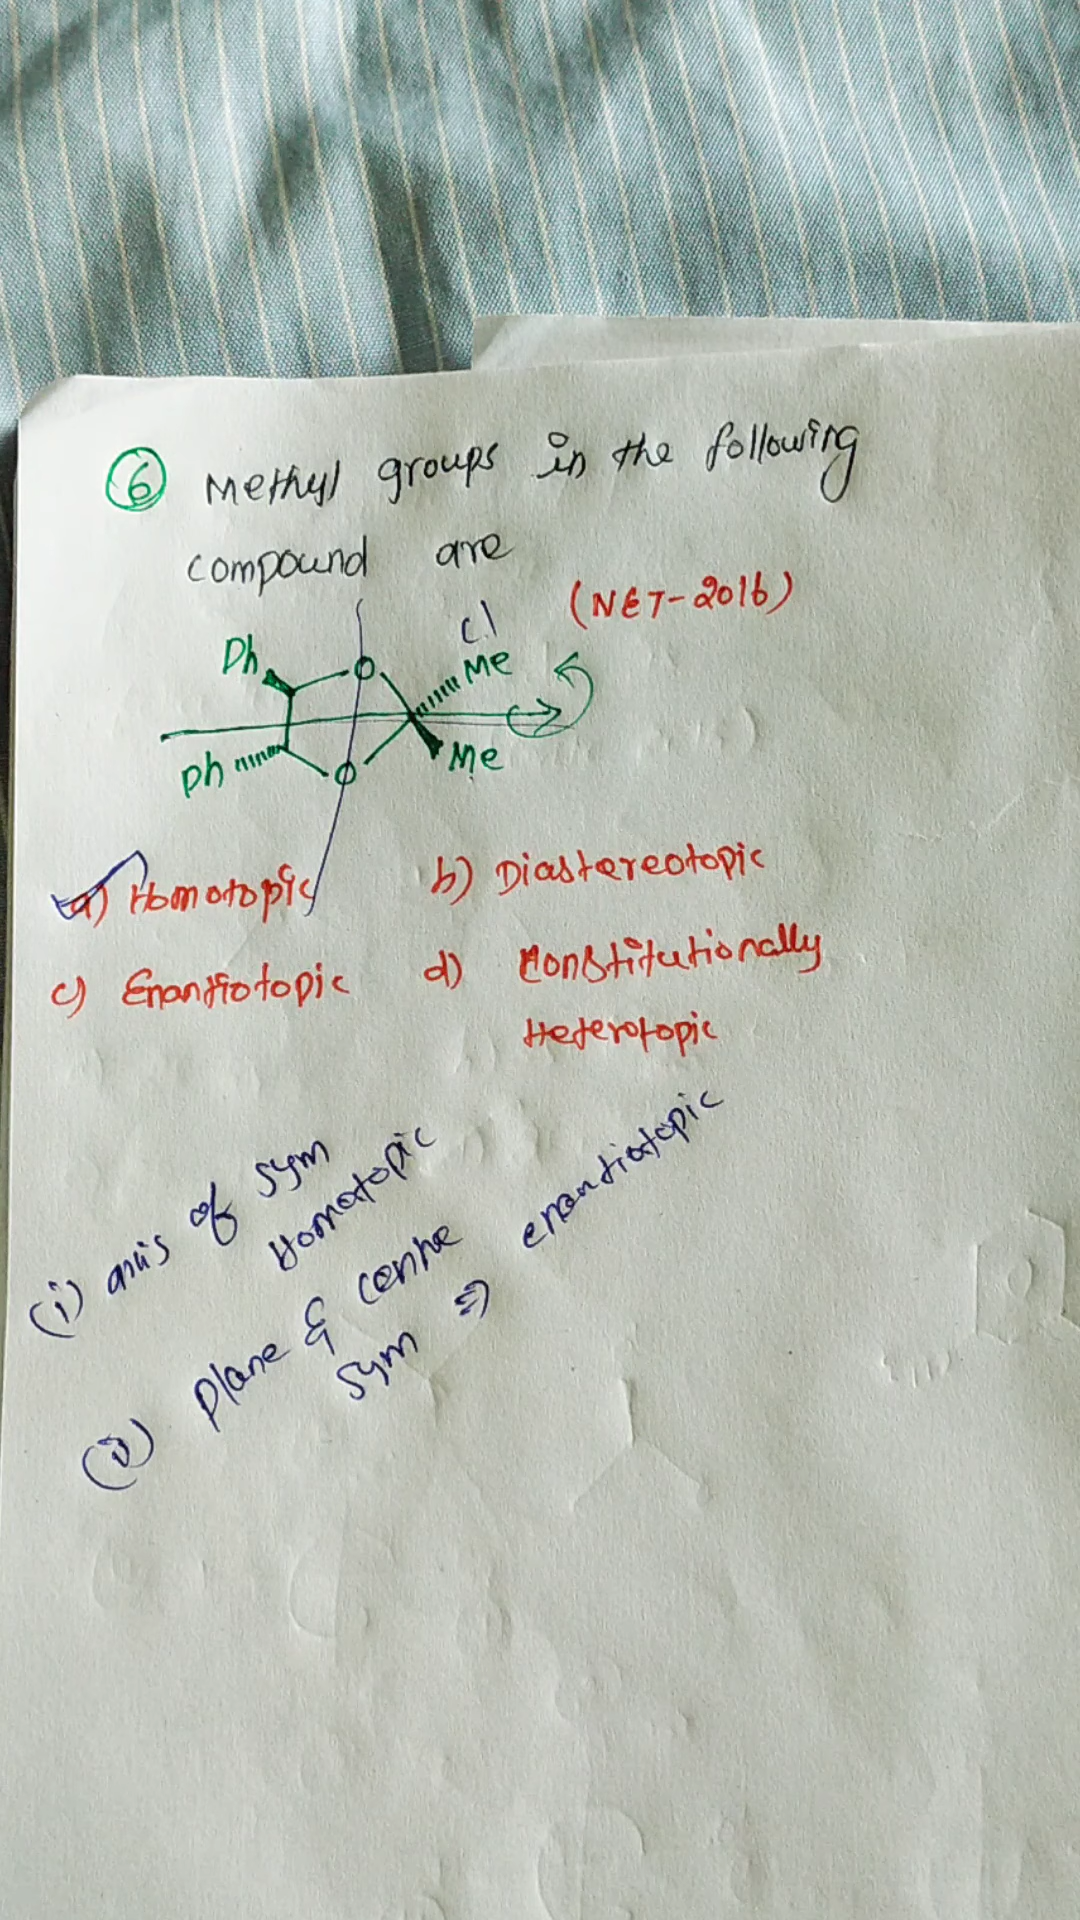 6 Methyl groups in the following
compound are
(NET-2016)
Cl
Ph O Me
Ph O Me
a) Homotopic b) Diastereotopic
c) Enantiotopic d) Constitutionally
Heterotopic
(i) axis of sym
Homotopic
(ii) plane & centre
sym ⇒ enantiotopic